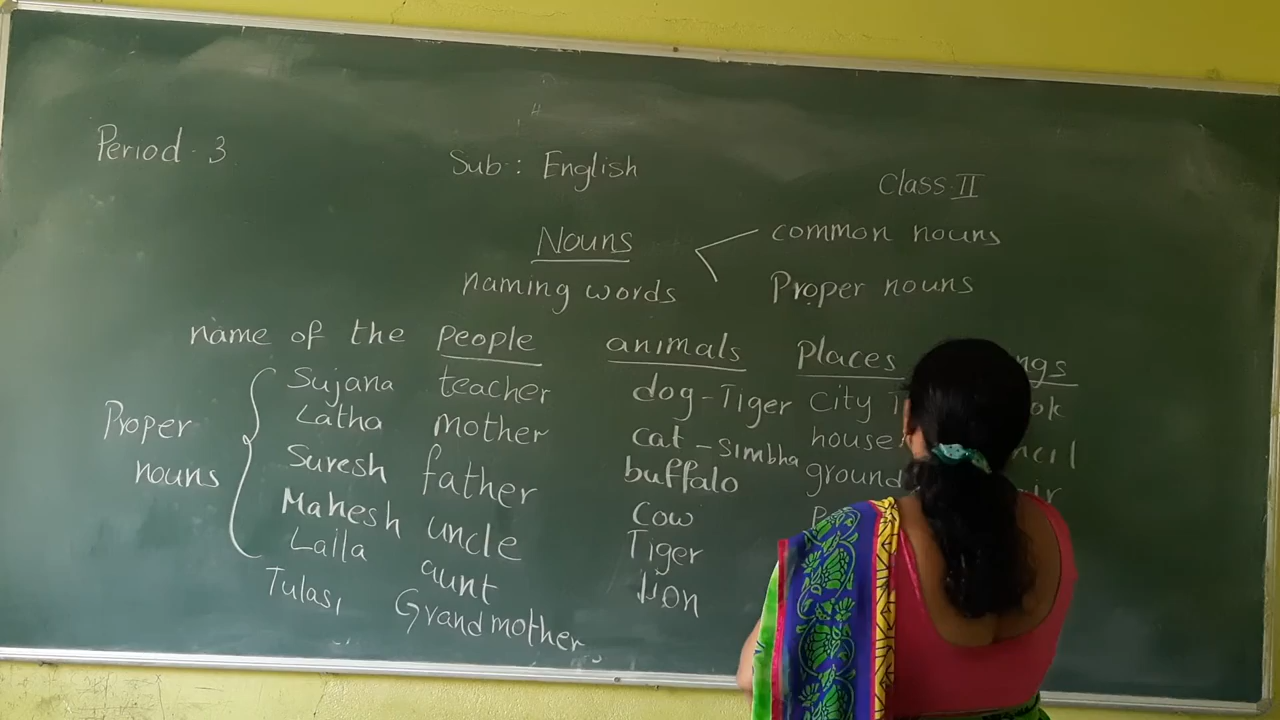 Period - 3
Sub : English
Class-II
Nouns
common nouns
naming words
Proper nouns
name of the people animals Places
Sujana teacher dog - Tiger City
Latha mother cat - Simbha house
Suresh father buffalo ground
Mahesh uncle Cow
Laila aunt Tiger
Tulasi Grandmother lion
Proper
nouns